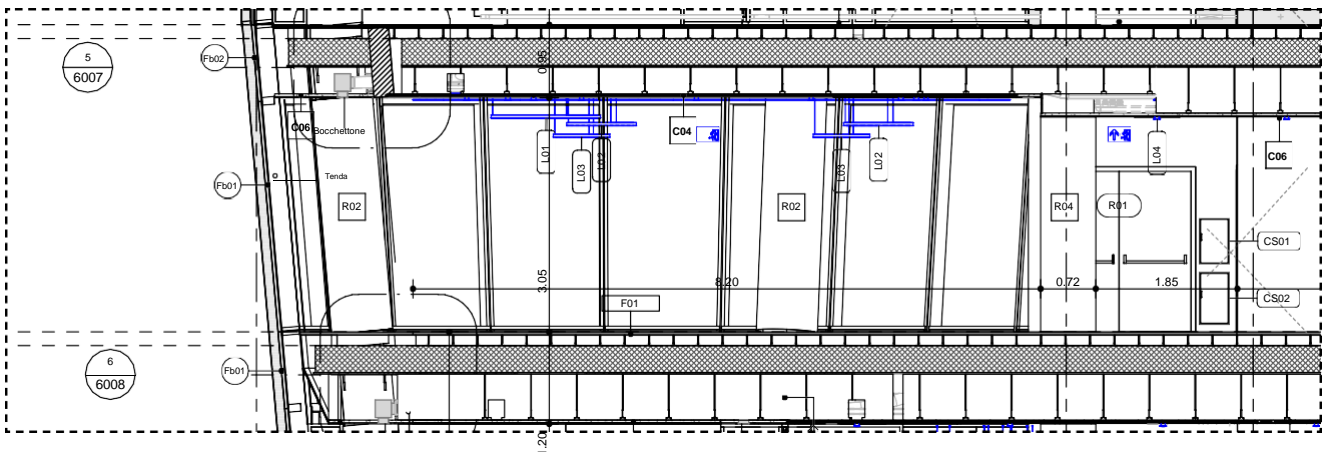 5
6007
Fb02
0.95
C06
Bocchettone
C04
L01
L03
L02
L03
L02
L04
C06
Fb01
Tenda
R02
R02
R04
R01
CS01
3.05
8.20
0.72
1.85
F01
CS02
6
6008
Fb01
.20